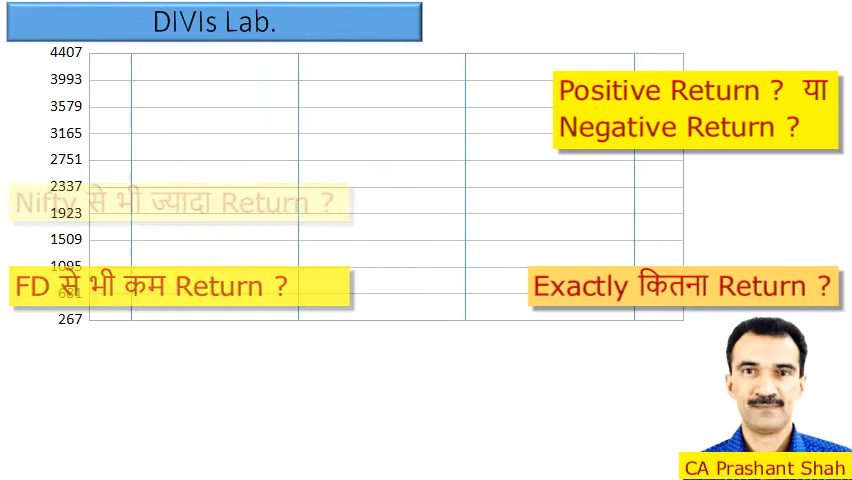 DIVIs Lab.
4407
3993
3579
3165
2751
2337
1923
1509
1095
681
267
Positive Return ? या
Negative Return ?
Nifty से भी ज्यादा Return ?
FD से भी कम Return ?
Exactly कितना Return ?
CA Prashant Shah